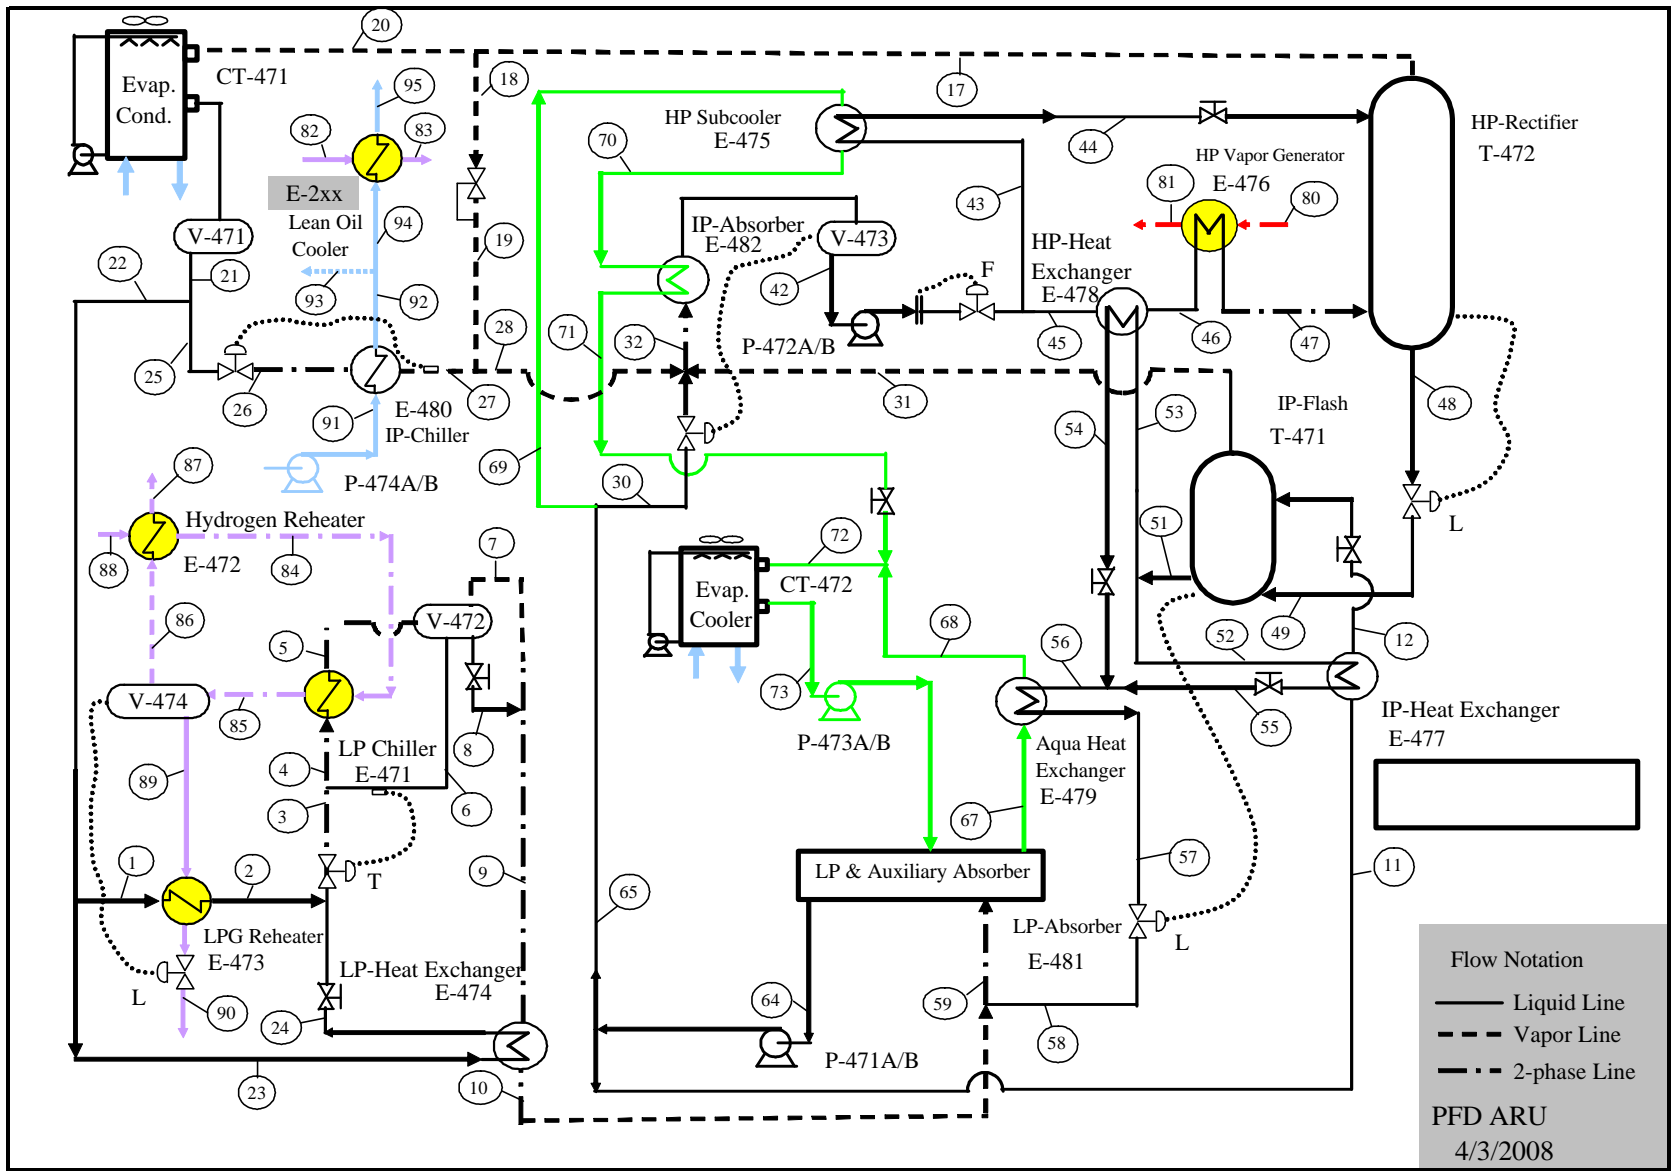 20
CT-471
Evap.
Cond.
95
82
83
E-2xx
Lean Oil
Cooler
94
93
92
18
19
17
HP Subcooler
E-475
70
44
43
HP-Rectifier
T-472
HP Vapor Generator
E-476
81
80
V-471
22
21
25
26
28
27
E-480
IP-Chiller
91
P-474A/B
IP-Absorber
E-482
V-473
42
F
P-472A/B
HP-Heat
Exchanger
E-478
45
46
47
48
71
32
31
IP-Flash
T-471
54
53
69
30
L
87
Hydrogen Reheater
E-472
88
84
86
7
V-472
5
72
CT-472
Evap.
Cooler
51
49
52
12
68
56
73
P-473A/B
55
IP-Heat Exchanger
E-477
V-474
85
8
LP Chiller
E-471
4
3
6
89
Aqua Heat
Exchanger
E-479
67
57
11
1
2
T
9
LP & Auxiliary Absorber
65
LPG Reheater
E-473
L
90
LP-Heat Exchanger
E-474
24
LP-Absorber
E-481
L
64
59
58
P-471A/B
23
10
Flow Notation
Liquid Line
Vapor Line
2-phase Line
PFD ARU
4/3/2008